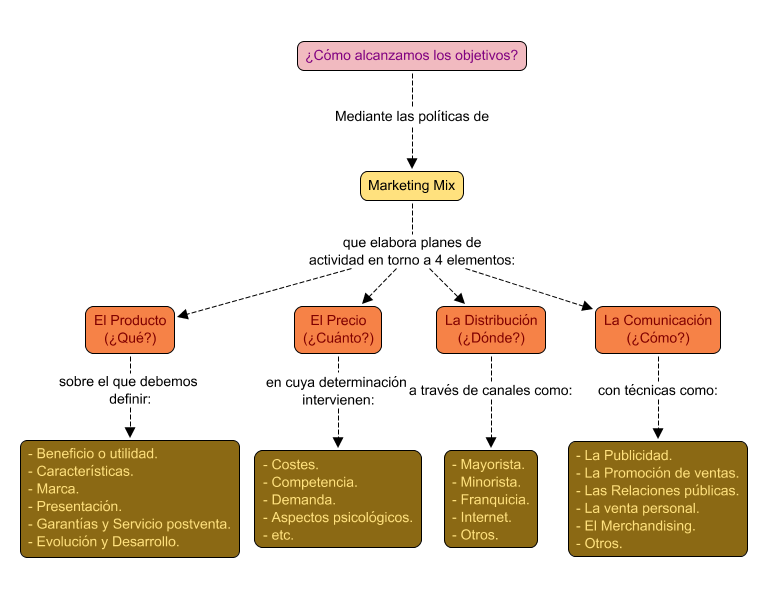 ¿Cómo alcanzamos los objetivos?
Mediante las políticas de
Marketing Mix
que elabora planes de
actividad en torno a 4 elementos:
El Producto
(¿Qué?)
El Precio
(¿Cuánto?)
La Distribución
(¿Dónde?)
La Comunicación
(¿Cómo?)
sobre el que debemos
definir:
en cuya determinación
intervienen:
a través de canales como:
con técnicas como:
- Beneficio o utilidad.
- Características.
- Marca.
- Presentación.
- Garantías y Servicio postventa.
- Evolución y Desarrollo.
- Costes.
- Competencia.
- Demanda.
- Aspectos psicológicos.
- etc.
- Mayorista.
- Minorista.
- Franquicia.
- Internet.
- Otros.
- La Publicidad.
- La Promoción de ventas.
- Las Relaciones públicas.
- La venta personal.
- El Merchandising.
- Otros.